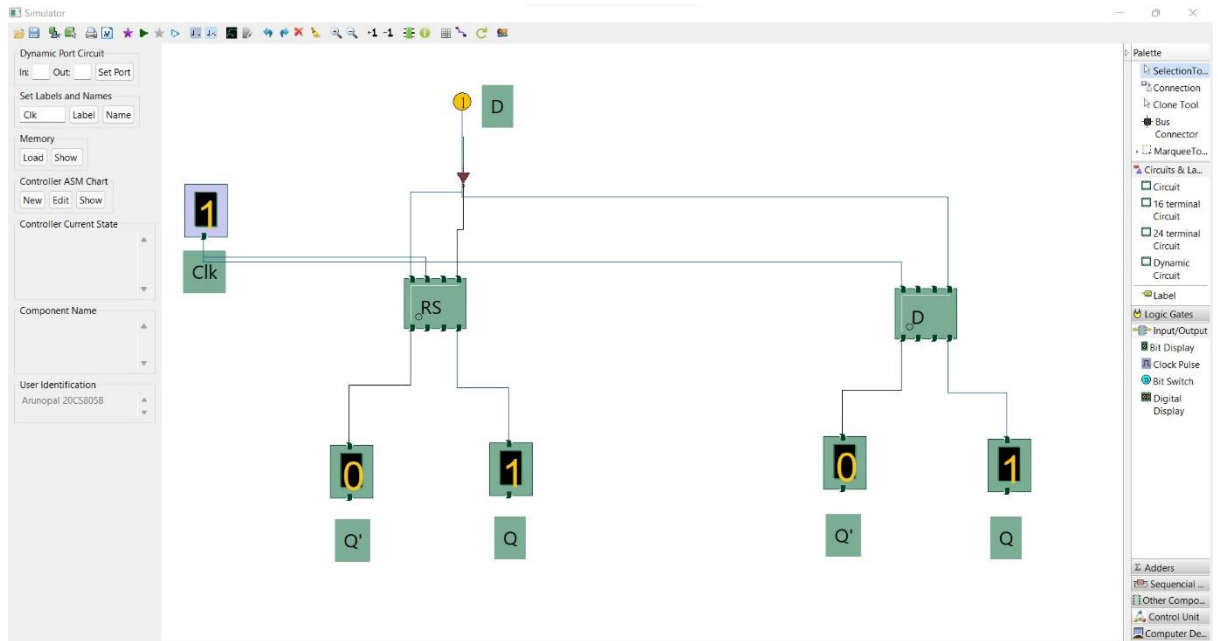 Simulator
+1 -1
Dynamic Port Circuit
In: Out: Set Port
Set Labels and Names
Clk Label Name
Memory
Load Show
Controller ASM Chart
New Edit Show
Controller Current State
Component Name
User Identification
Arunopal 20CS8058
1
D
1
Clk
RS
D
0
1
0
1
Q'
Q
Q'
Q
Palette
SelectionTo...
Connection
Clone Tool
Bus
Connector
MarqueeTo...
Circuits & La...
Circuit
16 terminal
Circuit
24 terminal
Circuit
Dynamic
Circuit
Label
Logic Gates
Input/Output
Bit Display
Clock Pulse
Bit Switch
Digital
Display
Σ Adders
Sequential ...
Other Compo...
Control Unit
Computer De...